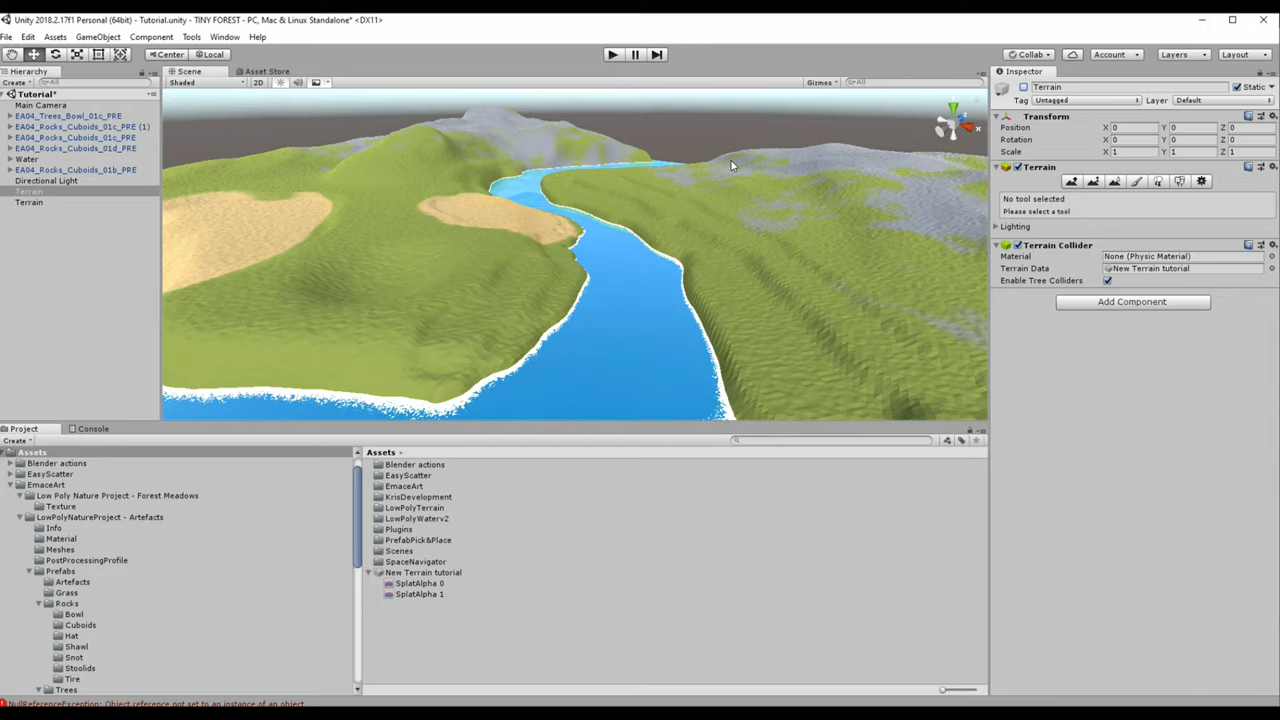 Unity 2018.2.17f1 Personal (64bit) - Tutorial.unity - TINY FOREST - PC, Mac & Linux Standalone* <DX11>
File Edit Assets GameObject Component Tools Window Help
Center Local Collab Account Layers Layout
Hierarchy
Create All
Tutorial*
Main Camera
EA04_Trees_Bowl_01c_PRE
EA04_Rocks_Cuboids_01c_PRE (1)
EA04_Rocks_Cuboids_01c_PRE
EA04_Rocks_Cuboids_01d_PRE
Water
EA04_Rocks_Cuboids_01b_PRE
Directional Light
Terrain
Terrain
Scene Asset Store
Shaded 2D Gizmos All
Inspector
Terrain Static
Tag Untagged Layer Default
Transform
Position X 0 Y 0 Z 0
Rotation X 0 Y 0 Z 0
Scale X 1 Y 1 Z 1
Terrain
No tool selected
Please select a tool
Lighting
Terrain Collider
Material None (Physic Material)
Terrain Data New Terrain tutorial
Enable Tree Colliders
Add Component
Project Console
Create
Assets
Blender actions
EasyScatter
EmaceArt
Low Poly Nature Project - Forest Meadows
Texture
LowPolyNatureProject - Artefacts
Info
Material
Meshes
PostProcessingProfile
Prefabs
Artefacts
Grass
Rocks
Bowl
Cuboids
Hat
Shawl
Snot
Stoolids
Tire
Trees
Assets
Blender actions
EasyScatter
EmaceArt
KrisDevelopment
LowPolyTerrain
LowPolyWaterv2
Plugins
PrefabPick&Place
Scenes
SpaceNavigator
New Terrain tutorial
SplatAlpha 0
SplatAlpha 1
NullReferenceException: Object reference not set to an instance of an object